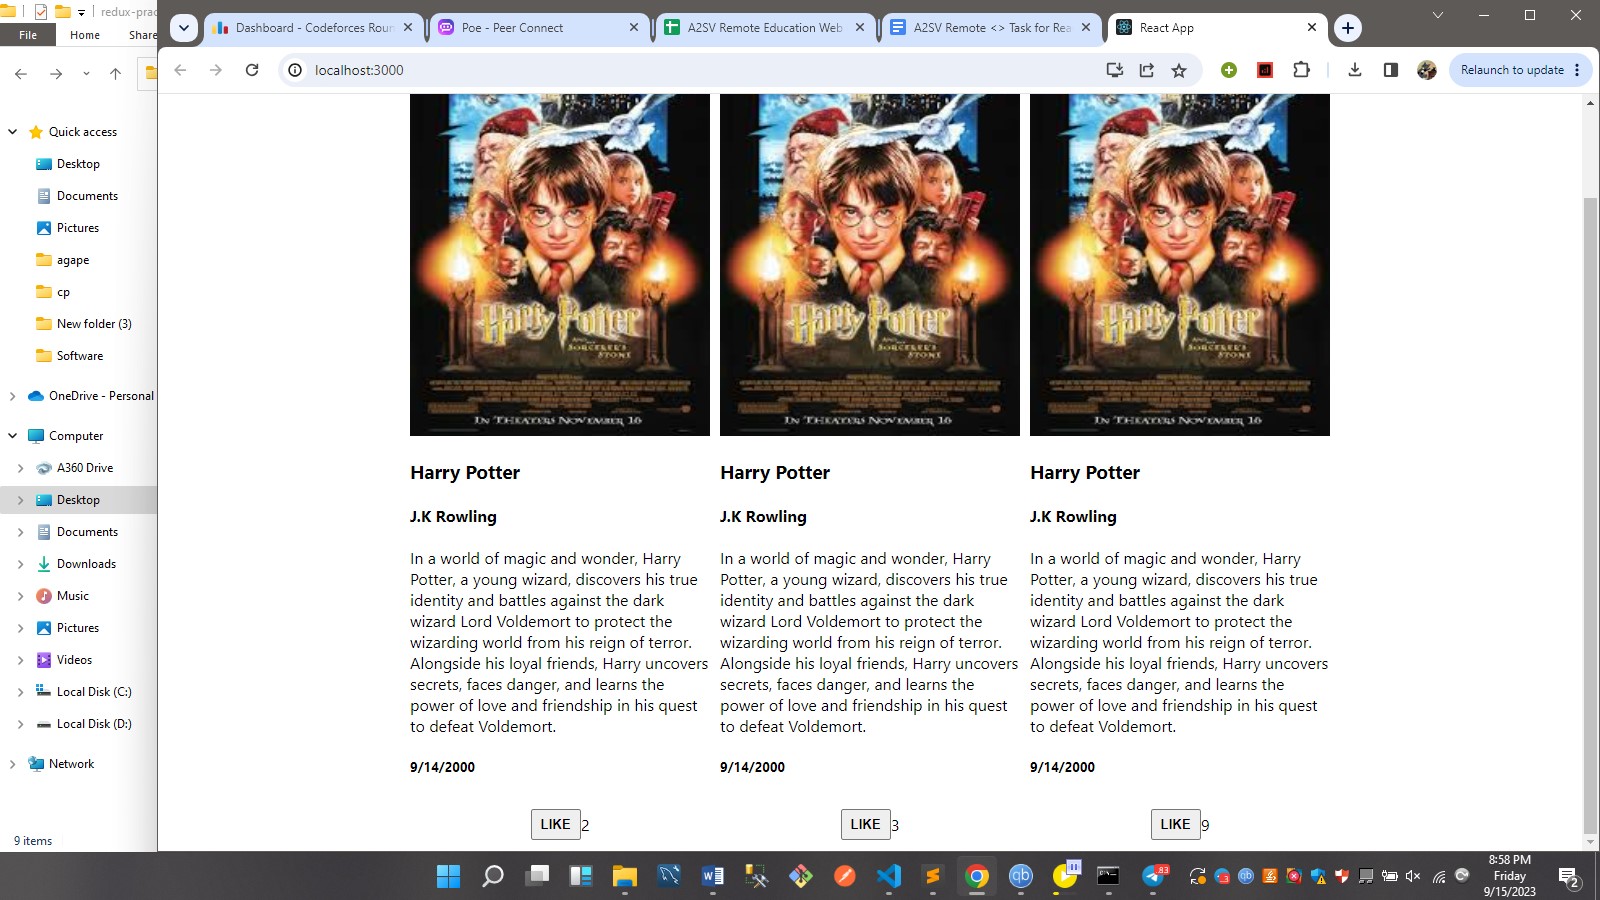 redux-prac
File
Home
Share
Dashboard - Codeforces Roun
Poe - Peer Connect
A2SV Remote Education Web
A2SV Remote <> Task for Rea
React App
localhost:3000
Relaunch to update
Quick access
Desktop
Documents
Pictures
agape
cp
New folder (3)
Software
OneDrive - Personal
Computer
A360 Drive
Desktop
Documents
Downloads
Music
Pictures
Videos
Local Disk (C:)
Local Disk (D:)
Network
9 items
Harry Potter
AND THE
SORCERER'S
STONE
IN THEATERS NOVEMBER 16
Harry Potter
J.K Rowling
In a world of magic and wonder, Harry
Potter, a young wizard, discovers his true
identity and battles against the dark
wizard Lord Voldemort to protect the
wizarding world from his reign of terror.
Alongside his loyal friends, Harry uncovers
secrets, faces danger, and learns the
power of love and friendship in his quest
to defeat Voldemort.
9/14/2000
LIKE 2
Harry Potter
AND THE
SORCERER'S
STONE
IN THEATERS NOVEMBER 16
Harry Potter
J.K Rowling
In a world of magic and wonder, Harry
Potter, a young wizard, discovers his true
identity and battles against the dark
wizard Lord Voldemort to protect the
wizarding world from his reign of terror.
Alongside his loyal friends, Harry uncovers
secrets, faces danger, and learns the
power of love and friendship in his quest
to defeat Voldemort.
9/14/2000
LIKE 3
Harry Potter
AND THE
SORCERER'S
STONE
IN THEATERS NOVEMBER 16
Harry Potter
J.K Rowling
In a world of magic and wonder, Harry
Potter, a young wizard, discovers his true
identity and battles against the dark
wizard Lord Voldemort to protect the
wizarding world from his reign of terror.
Alongside his loyal friends, Harry uncovers
secrets, faces danger, and learns the
power of love and friendship in his quest
to defeat Voldemort.
9/14/2000
LIKE 9
83
8:58 PM
Friday
9/15/2023
2